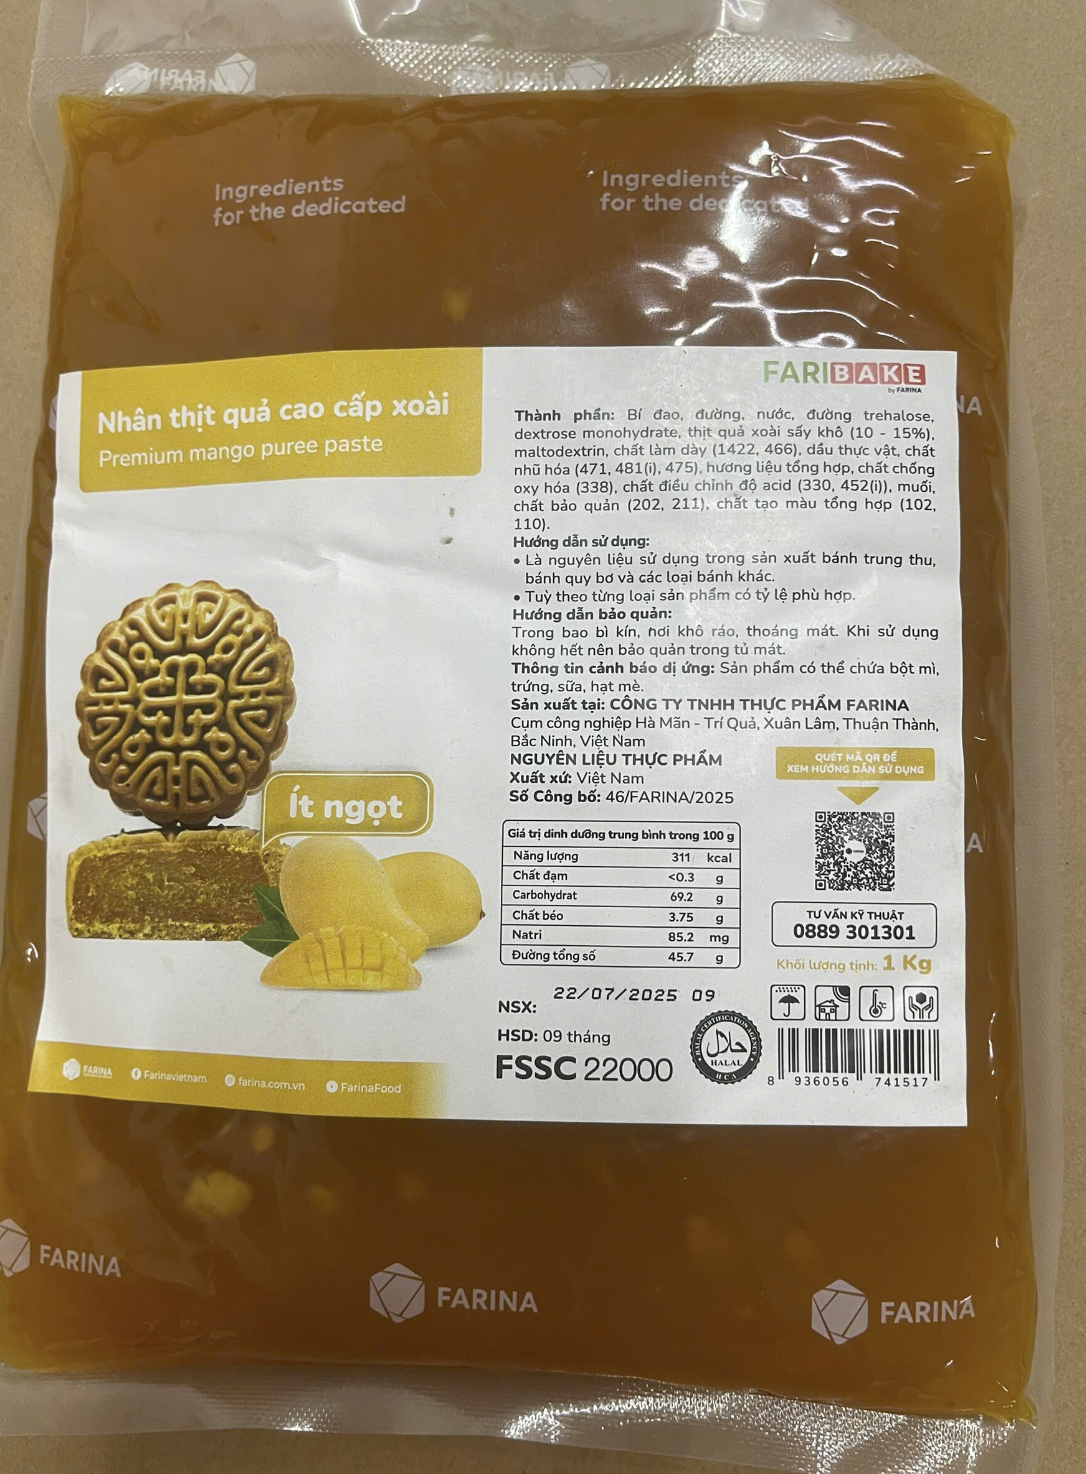 FARINA
Ingredients
for the dedicated
Ingredients
for the dedicated
Nhân thịt quả cao cấp xoài
Premium mango puree paste
FARIBAKE
by FARINA
Thành phần: Bí đao, đường, nước, đường trehalose,
dextrose monohydrate, thịt quả xoài sấy khô (10 - 15%),
maltodextrin, chất làm dày (1422, 466), dầu thực vật, chất
nhũ hóa (471, 481(i), 475), hương liệu tổng hợp, chất chống
oxy hóa (338), chất điều chỉnh độ acid (330, 452(i)), muối,
chất bảo quản (202, 211), chất tạo màu tổng hợp (102,
110).
Hướng dẫn sử dụng:
• Là nguyên liệu sử dụng trong sản xuất bánh trung thu,
bánh quy bơ và các loại bánh khác.
• Tuỳ theo từng loại sản phẩm có tỷ lệ phù hợp.
Hướng dẫn bảo quản:
Trong bao bì kín, nơi khô ráo, thoáng mát. Khi sử dụng
không hết nên bảo quản trong tủ mát.
Thông tin cảnh báo dị ứng: Sản phẩm có thể chứa bột mì,
trứng, sữa, hạt mè.
Sản xuất tại: CÔNG TY TNHH THỰC PHẨM FARINA
Cụm công nghiệp Hà Mãn - Trí Quả, Xuân Lâm, Thuận Thành,
Bắc Ninh, Việt Nam
NGUYÊN LIỆU THỰC PHẨM
Xuất xứ: Việt Nam
Số Công bố: 46/FARINA/2025
QUÉT MÃ QR ĐỂ
XEM HƯỚNG DẪN SỬ DỤNG
Ít ngọt
Giá trị dinh dưỡng trung bình trong 100 g
Năng lượng 311 kcal
Chất đạm <0.3 g
Carbohydrat 69.2 g
Chất béo 3.75 g
Natri 85.2 mg
Đường tổng số 45.7 g
TƯ VẤN KỸ THUẬT
0889 301301
Khối lượng tịnh: 1 Kg
22/07/2025 09
NSX:
HSD: 09 tháng
FSSC 22000
HALAL CERTIFICATION AGENCY
حلال
HALAL
HCA
8 936056 741517
FARINA
Farinavietnam
farina.com.vn
FarinaFood
NA
A
FARINA
FARINA
FARINA